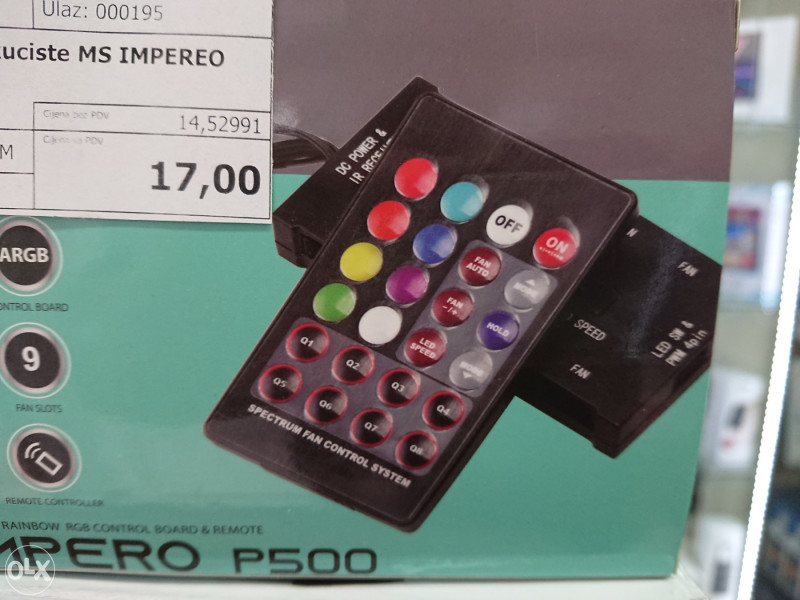 Ulaz: 000195
kuciste MS IMPEREO
Cijena bez PDV
14,52991
Cijena sa PDV
M
17,00
DC POWER &
OFF
ON
FAN
AUTO
FAN
-/+
HOLD
LED
SPEED
Q1
Q2
Q3
Q4
Q5
Q6
Q7
Q8
SPECTRUM FAN CONTROL SYSTEM
N
FAN
SPEED
LED SW &
PWM 4pin
FAN
ARGB
CONTROL BOARD
9
FAN SLOTS
REMOTE CONTROLLER
RAINBOW RGB CONTROL BOARD & REMOTE
IMPERO P500
OLX